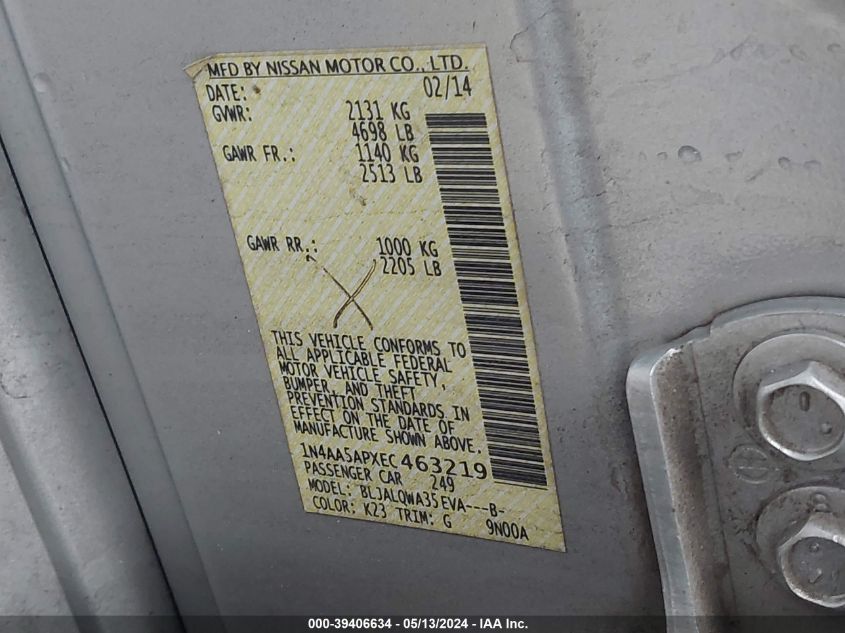 MFD BY NISSAN MOTOR CO., LTD.
DATE: 02/14
GVWR: 2131 KG
4698 LB
GAWR FR.: 1140 KG
2513 LB
GAWR RR.: 1000 KG
2205 LB
THIS VEHICLE CONFORMS TO
ALL APPLICABLE FEDERAL
MOTOR VEHICLE SAFETY,
BUMPER, AND THEFT
PREVENTION STANDARDS IN
EFFECT ON THE DATE OF
MANUFACTURE SHOWN ABOVE.
1N4AA5APXEC463219
PASSENGER CAR 249
MODEL: BLJALQWA35EVA---B-
COLOR: K23 TRIM: G 9N00A
000-39406634 - 05/13/2024 - IAA Inc.